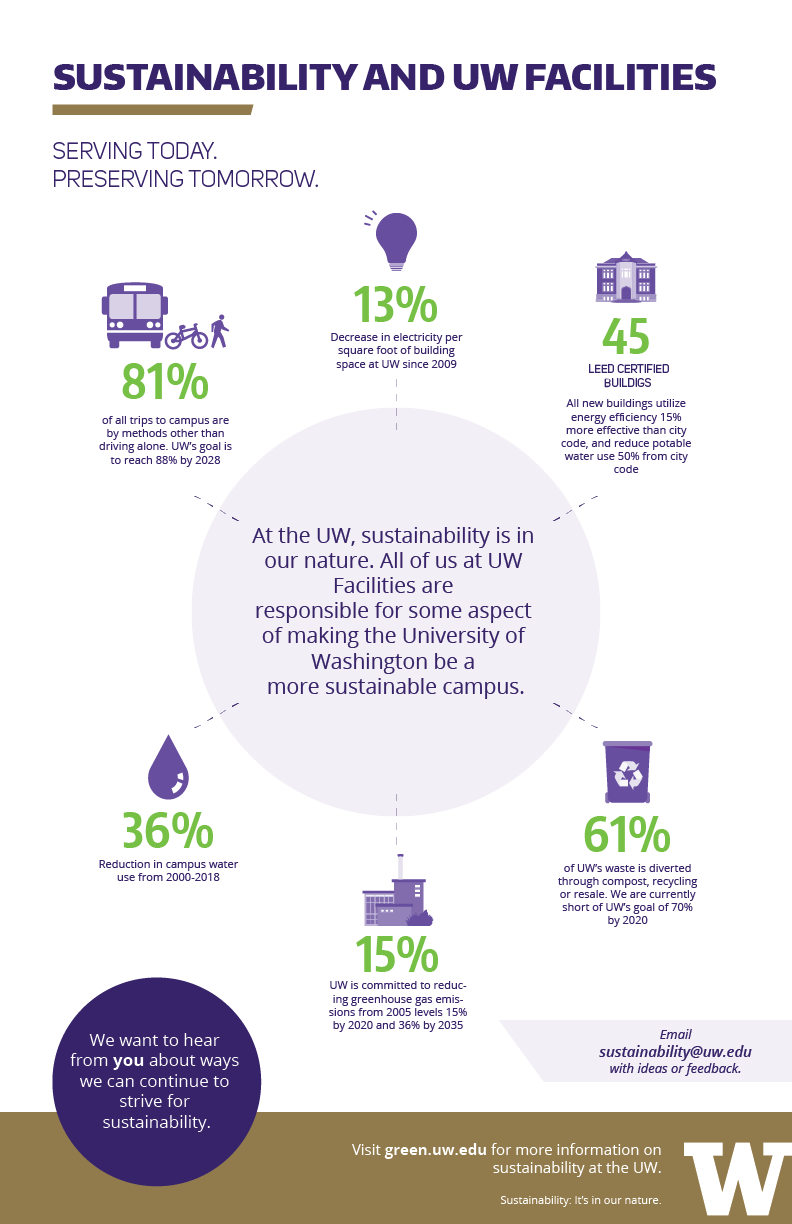 SUSTAINABILITY AND UW FACILITIES
SERVING TODAY.
PRESERVING TOMORROW.
13%
Decrease in electricity per
square foot of building
space at UW since 2009
45
LEED CERTIFIED
BUILDIGS
All new buildings utilize
energy efficiency 15%
more effective than city
code, and reduce potable
water use 50% from city
code
81%
of all trips to campus are
by methods other than
driving alone. UW's goal is
to reach 88% by 2028
At the UW, sustainability is in
our nature. All of us at UW
Facilities are
responsible for some aspect
of making the University of
Washington be a
more sustainable campus.
36%
Reduction in campus water
use from 2000-2018
61%
of UW's waste is diverted
through compost, recycling
or resale. We are currently
short of UW's goal of 70%
by 2020
15%
UW is committed to reduc-
ing greenhouse gas emis-
sions from 2005 levels 15%
by 2020 and 36% by 2035
We want to hear
from you about ways
we can continue to
strive for
sustainability.
Email
sustainability@uw.edu
with ideas or feedback.
Visit green.uw.edu for more information on
sustainability at the UW.
Sustainability: It's in our nature.
W